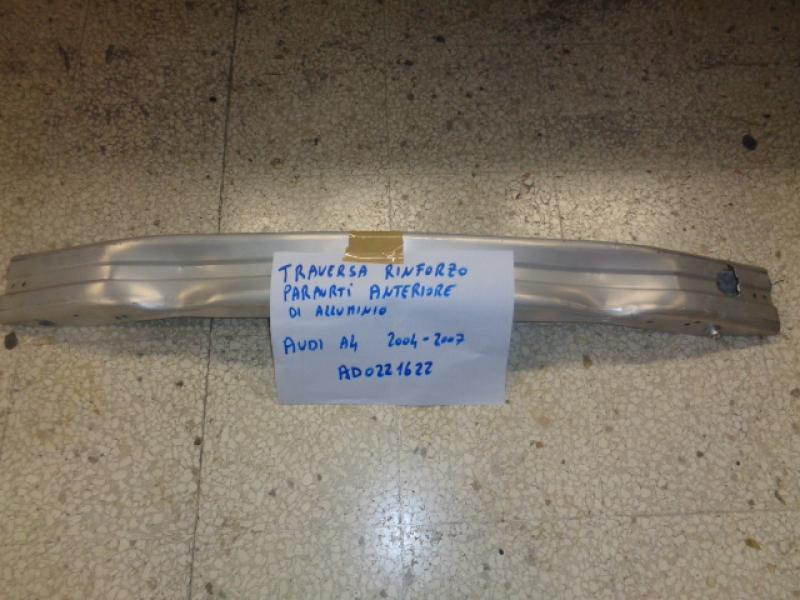 TRAVERSA RINFORZO
PARAURTI ANTERIORE
DI ALLUMINIO
AUDI A4 2004-2007
AD0221622